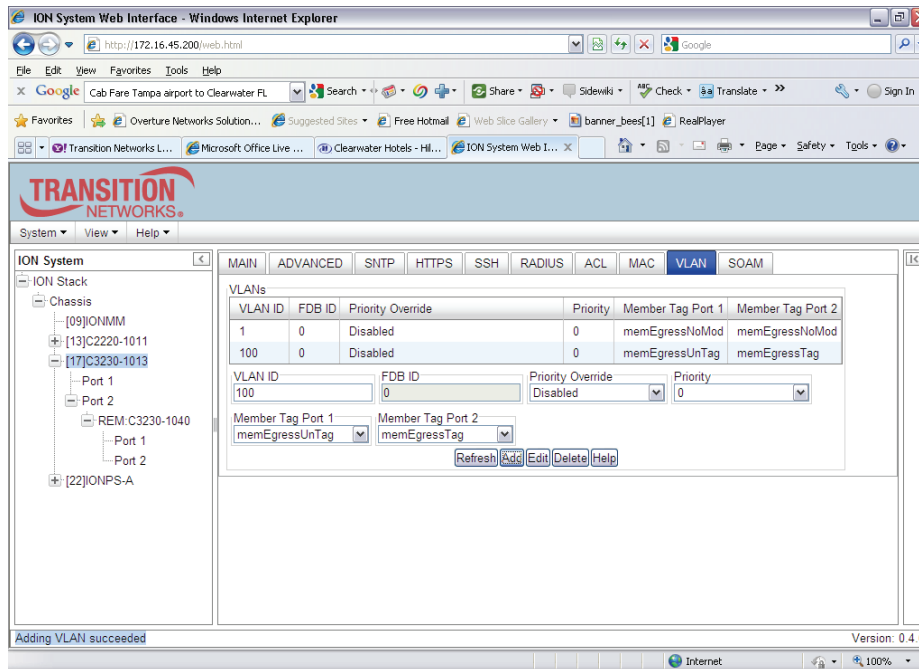 ION System Web Interface - Windows Internet Explorer
http://172.16.45.200/web.html
Google
File Edit View Favorites Tools Help
x Google Cab Fare Tampa airport to Clearwater FL Search Share Sidewiki ABC Check åa Translate >> Sign In
Favorites Overture Networks Solution... Suggested Sites Free Hotmail Web Slice Gallery banner_bees[1] RealPlayer
Transition Networks L... Microsoft Office Live ... Clearwater Hotels - Hil... ION System Web I... X Page Safety Tools
TRANSITION
NETWORKS®
System View Help
ION System
ION Stack
Chassis
[09]IONMM
[13]C2220-1011
[17]C3230-1013
Port 1
Port 2
REM:C3230-1040
Port 1
Port 2
[22]IONPS-A
MAIN ADVANCED SNTP HTTPS SSH RADIUS ACL MAC VLAN SOAM
VLANs
VLAN ID FDB ID Priority Override Priority Member Tag Port 1 Member Tag Port 2
1 0 Disabled 0 memEgressNoMod memEgressNoMod
100 0 Disabled 0 memEgressUnTag memEgressTag
VLAN ID FDB ID Priority Override Priority
100 0 Disabled 0
Member Tag Port 1 Member Tag Port 2
memEgressUnTag memEgressTag
Refresh Add Edit Delete Help
Adding VLAN succeeded
Version: 0.4.
Internet 100%